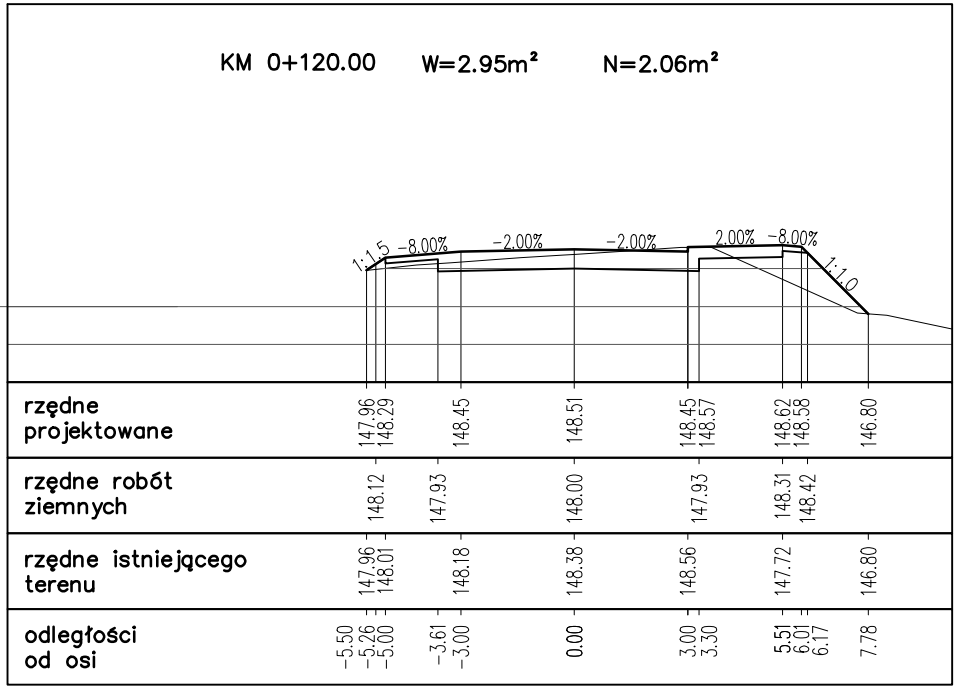 KM 0+120.00 W=2.95m² N=2.06m²
1:1.5 -8.00% -2.00% -2.00% 2.00% -8.00% 1:1.0
rzędne
projektowane
147.96 148.29 148.45 148.51 148.45 148.57 148.62 148.58 146.80
rzędne robót
ziemnych
148.12 147.93 148.00 147.93 148.31 148.42
rzędne istniejącego
terenu
147.96 148.01 148.18 148.38 148.56 147.72 146.80
odległości
od osi
-5.50 -5.26 -5.00 -3.61 -3.00 0.00 3.00 3.30 5.51 6.01 6.17 7.78